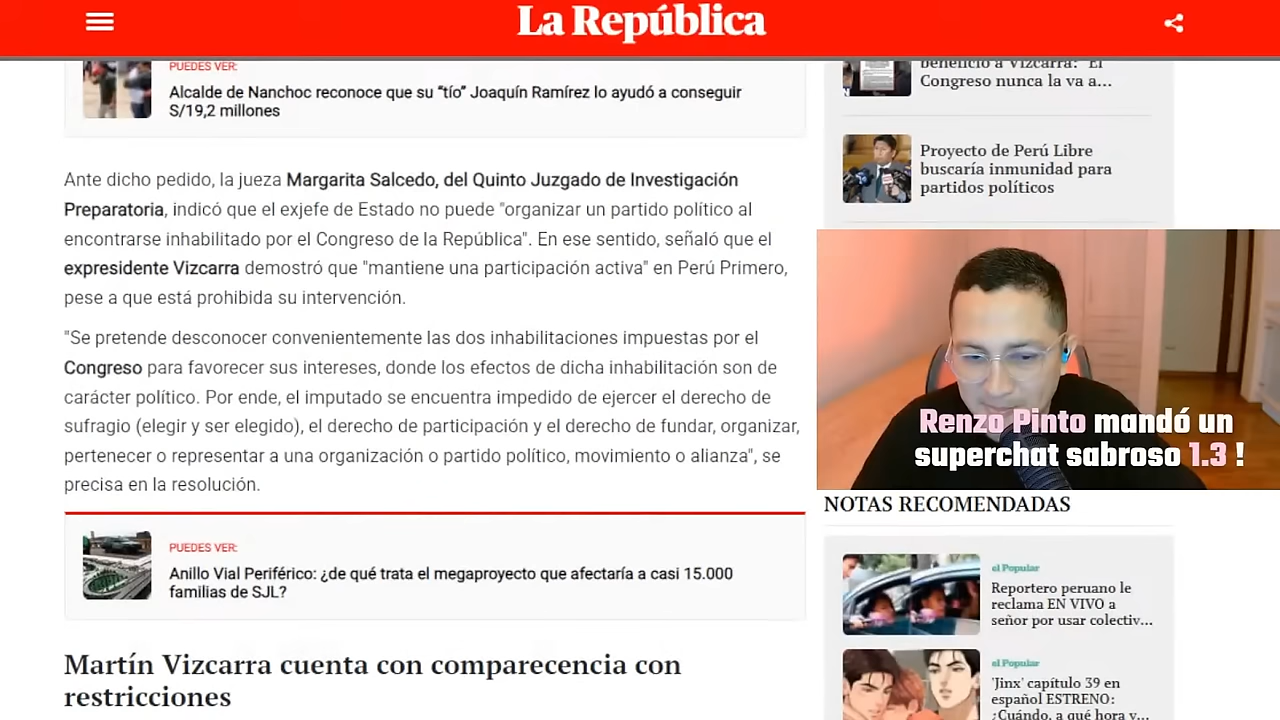 La República
PUEDES VER:
Alcalde de Nanchoc reconoce que su “tío” Joaquín Ramírez lo ayudó a conseguir
S/19,2 millones
Ante dicho pedido, la jueza Margarita Salcedo, del Quinto Juzgado de Investigación
Preparatoria, indicó que el exjefe de Estado no puede "organizar un partido político al
encontrarse inhabilitado por el Congreso de la República". En ese sentido, señaló que el
expresidente Vizcarra demostró que "mantiene una participación activa" en Perú Primero,
pese a que está prohibida su intervención.
"Se pretende desconocer convenientemente las dos inhabilitaciones impuestas por el
Congreso para favorecer sus intereses, donde los efectos de dicha inhabilitación son de
carácter político. Por ende, el imputado se encuentra impedido de ejercer el derecho de
sufragio (elegir y ser elegido), el derecho de participación y el derecho de fundar, organizar,
pertenecer o representar a una organización o partido político, movimiento o alianza", se
precisa en la resolución.
PUEDES VER:
Anillo Vial Periférico: ¿de qué trata el megaproyecto que afectaría a casi 15.000
familias de SJL?
Martín Vizcarra cuenta con comparecencia con
restricciones
beneficio a Vizcarra: "El
Congreso nunca la va a...
Proyecto de Perú Libre
buscaría inmunidad para
partidos políticos
Renzo Pinto mandó un
superchat sabroso 1.3 !
NOTAS RECOMENDADAS
el Popular
Reportero peruano le
reclama EN VIVO a
señor por usar colectiv...
el Popular
'Jinx' capítulo 39 en
español ESTRENO:
¿Cuándo, a qué hora y...